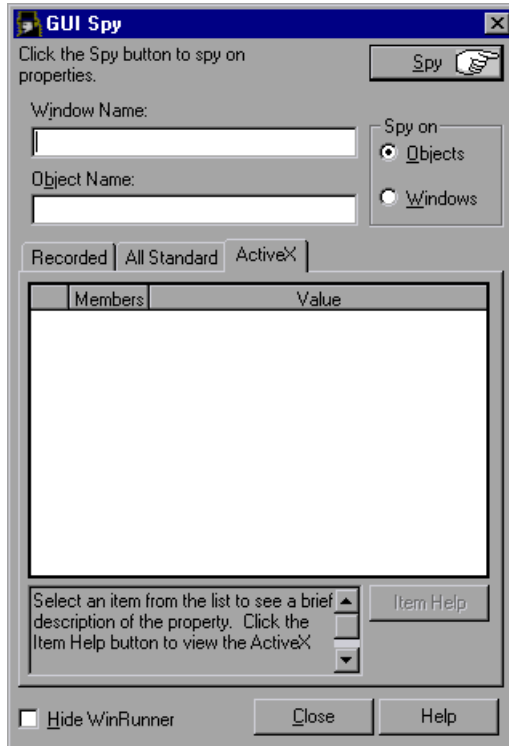 GUI Spy
Click the Spy button to spy on
properties.
Spy
Window Name:
Spy on
Objects
Object Name:
Windows
Recorded
All Standard
ActiveX
Members
Value
Select an item from the list to see a brief
description of the property. Click the
Item Help button to view the ActiveX
Item Help
Hide WinRunner
Close
Help